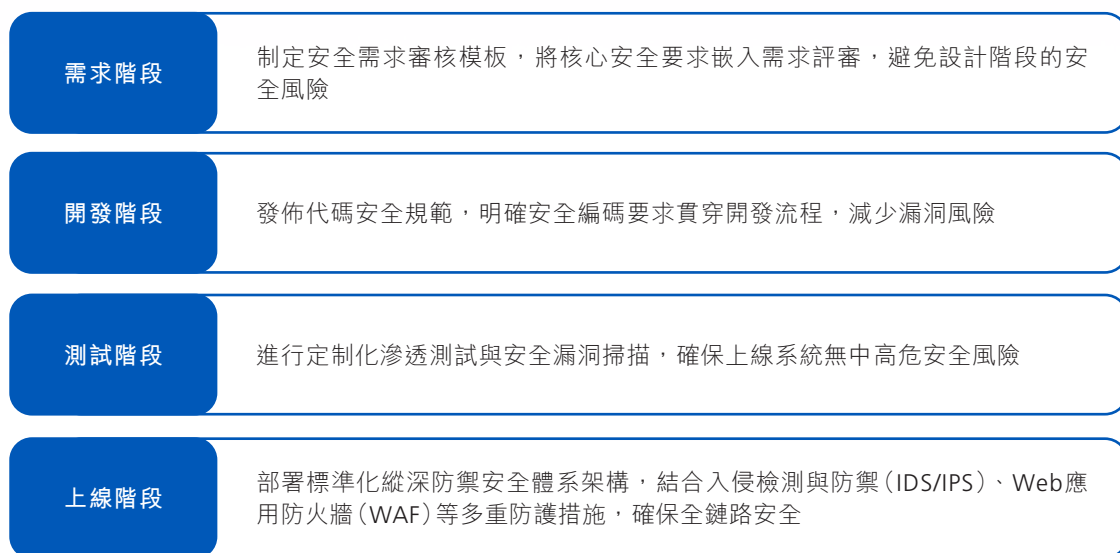 需求階段
制定安全需求審核模板，將核心安全要求嵌入需求評審，避免設計階段的安
全風險
開發階段
發佈代碼安全規範，明確安全編碼要求貫穿開發流程，減少漏洞風險
測試階段
進行定制化滲透測試與安全漏洞掃描，確保上線系統無中高危安全風險
上線階段
部署標準化縱深防禦安全體系架構，結合入侵檢測與防禦（IDS/IPS）、Web應
用防火牆（WAF）等多重防護措施，確保全鏈路安全